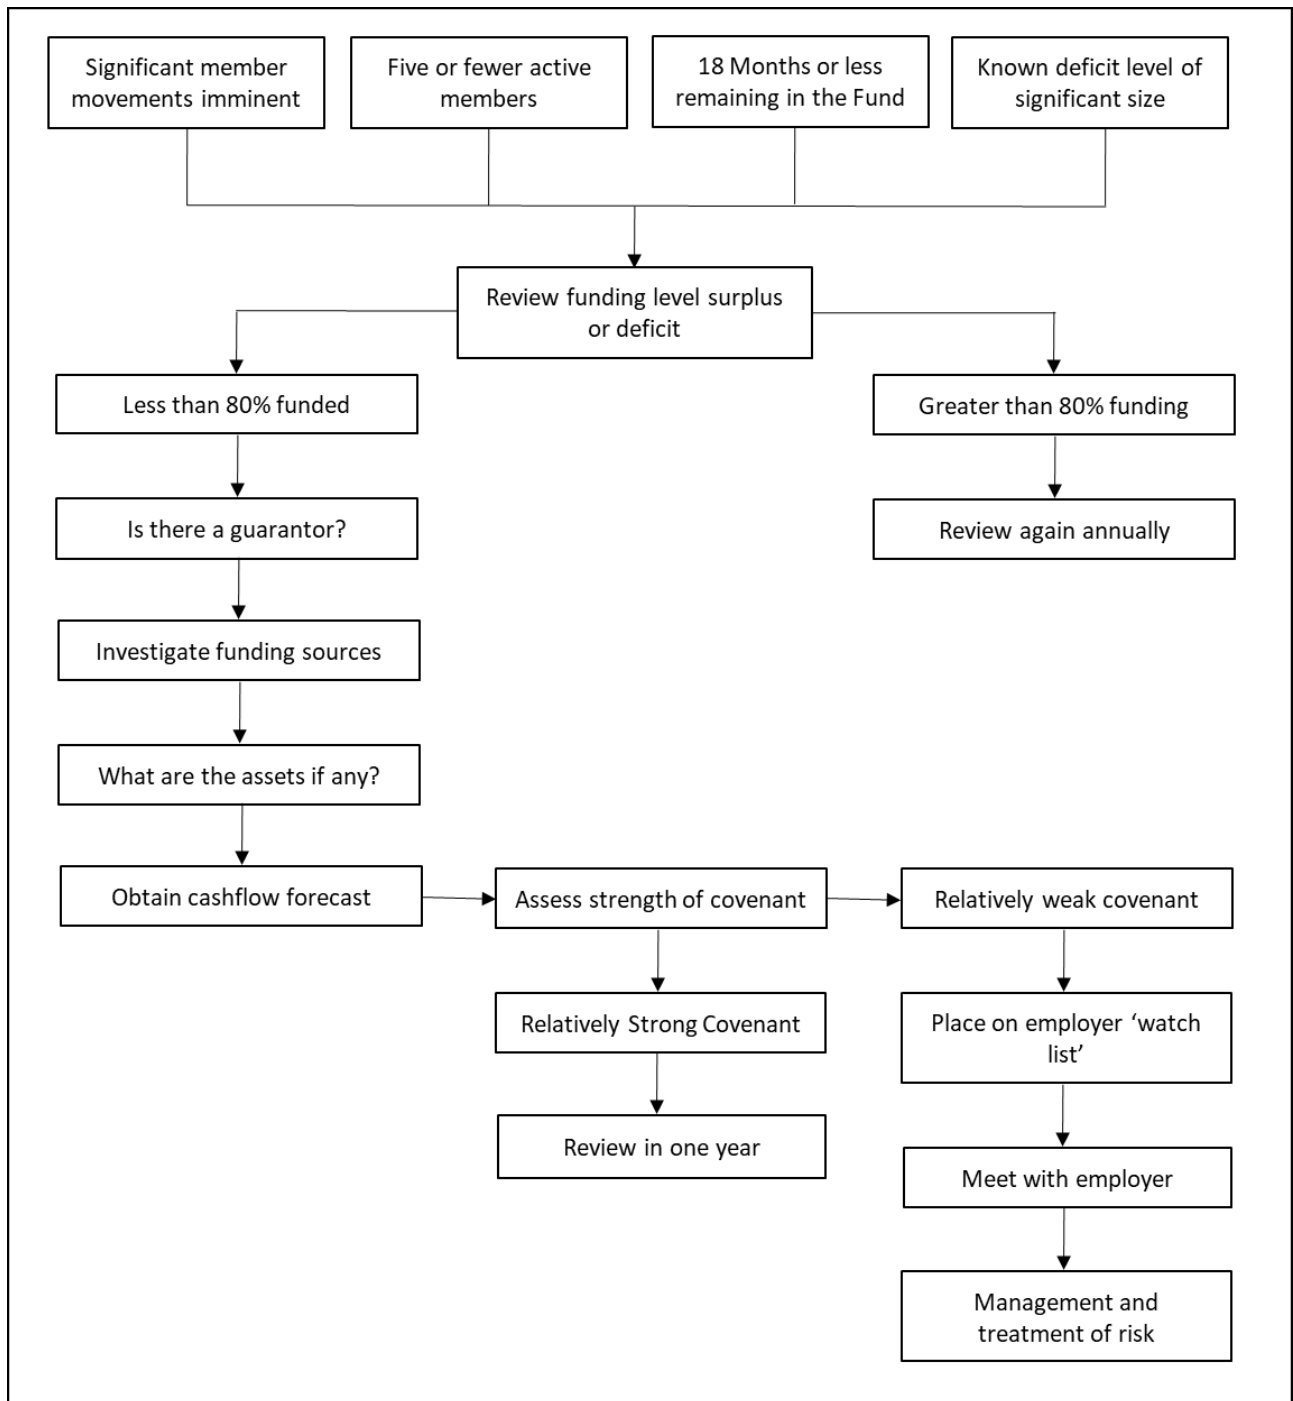 Significant member
movements imminent
Five or fewer active
members
18 Months or less
remaining in the Fund
Known deficit level of
significant size
Review funding level surplus
or deficit
Less than 80% funded
Greater than 80% funding
Is there a guarantor?
Review again annually
Investigate funding sources
What are the assets if any?
Obtain cashflow forecast
Assess strength of covenant
Relatively weak covenant
Relatively Strong Covenant
Place on employer ‘watch
list’
Review in one year
Meet with employer
Management and
treatment of risk